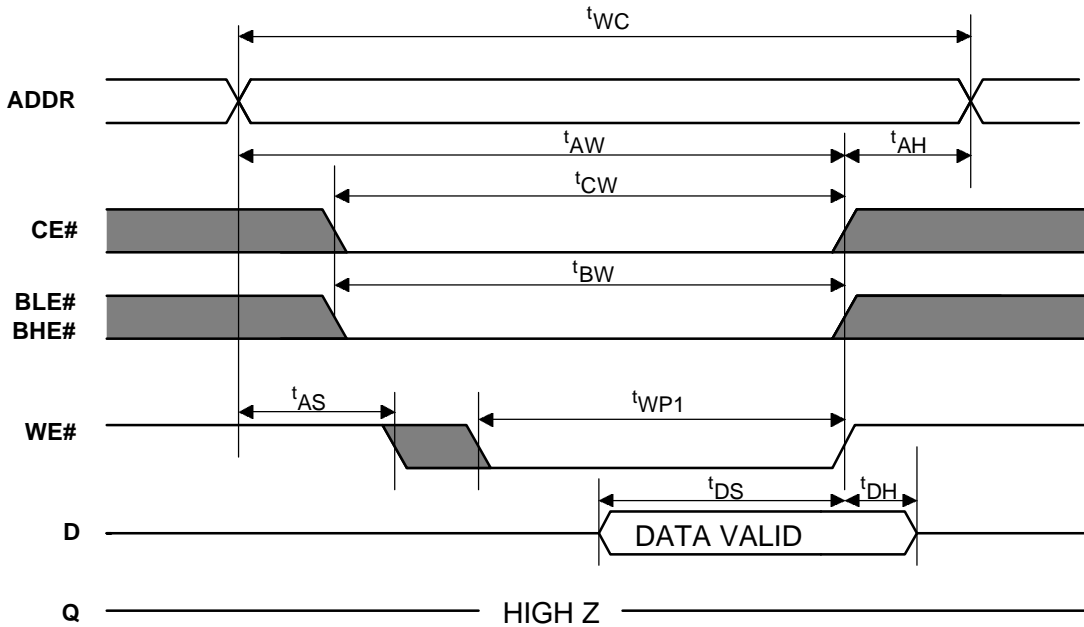 tWC
ADDR
tAW
tAH
tCW
CE#
tBW
BLE#
BHE#
tAS
tWP1
WE#
tDS
tDH
D
DATA VALID
Q
HIGH Z